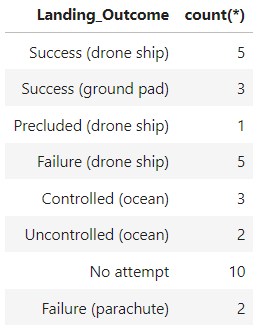 Landing_Outcome count(*)
Success (drone ship) 5
Success (ground pad) 3
Precluded (drone ship) 1
Failure (drone ship) 5
Controlled (ocean) 3
Uncontrolled (ocean) 2
No attempt 10
Failure (parachute) 2